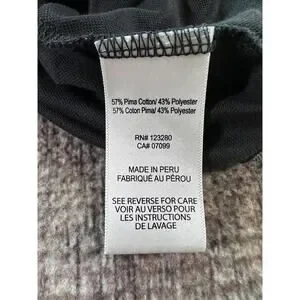 57% Pima Cotton/ 43% Polyester
57% Coton Pima/ 43% Polyester
RN# 123280
CA# 07099
MADE IN PERU
FABRIQUÉ AU PÉROU
SEE REVERSE FOR CARE
VOIR AU VERSO POUR
LES INSTRUCTIONS
DE LAVAGE